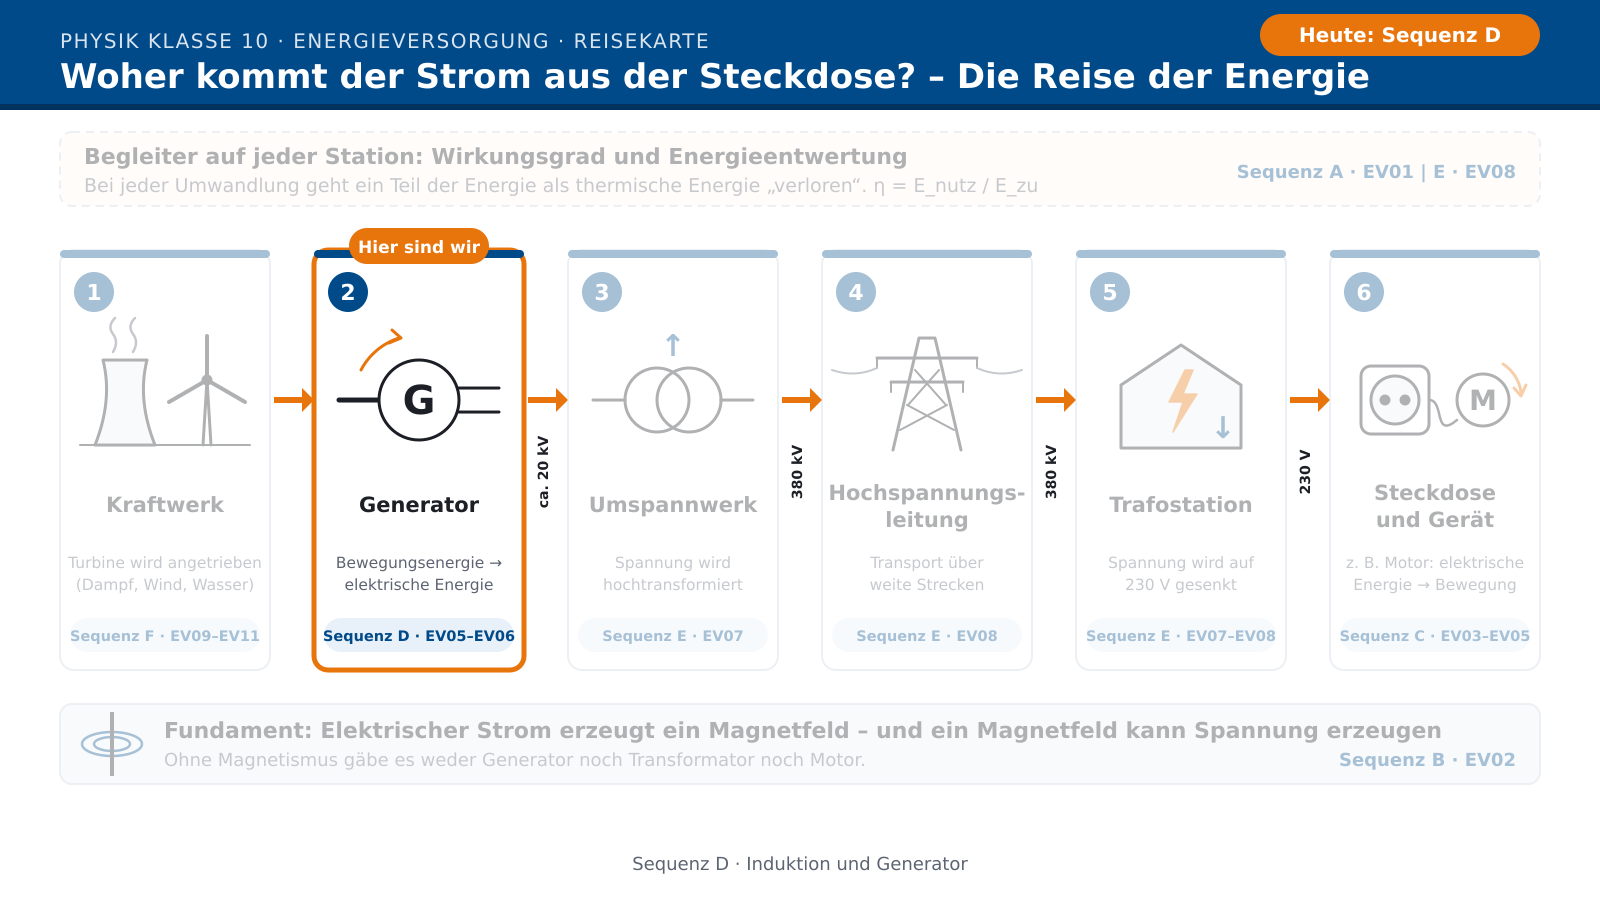 PHYSIK KLASSE 10 · ENERGIEVERSORGUNG · REISEKARTE
Heute: Sequenz D
Woher kommt der Strom aus der Steckdose? – Die Reise der Energie
Begleiter auf jeder Station: Wirkungsgrad und Energieentwertung
Bei jeder Umwandlung geht ein Teil der Energie als thermische Energie „verloren“. η = E_nutz / E_zu
Sequenz A · EV01 | E · EV08
1
Kraftwerk
Turbine wird angetrieben
(Dampf, Wind, Wasser)
Sequenz F · EV09–EV11
Hier sind wir
2
G
Generator
Bewegungsenergie →
elektrische Energie
Sequenz D · EV05–EV06
ca. 20 kV
3
↑
Umspannwerk
Spannung wird
hochtransformiert
Sequenz E · EV07
380 kV
4
Hochspannungs-
leitung
Transport über
weite Strecken
Sequenz E · EV08
380 kV
5
↓
Trafostation
Spannung wird auf
230 V gesenkt
Sequenz E · EV07–EV08
230 V
6
M
Steckdose
und Gerät
z. B. Motor: elektrische
Energie → Bewegung
Sequenz C · EV03–EV05
Fundament: Elektrischer Strom erzeugt ein Magnetfeld – und ein Magnetfeld kann Spannung erzeugen
Ohne Magnetismus gäbe es weder Generator noch Transformator noch Motor.
Sequenz B · EV02
Sequenz D · Induktion und Generator